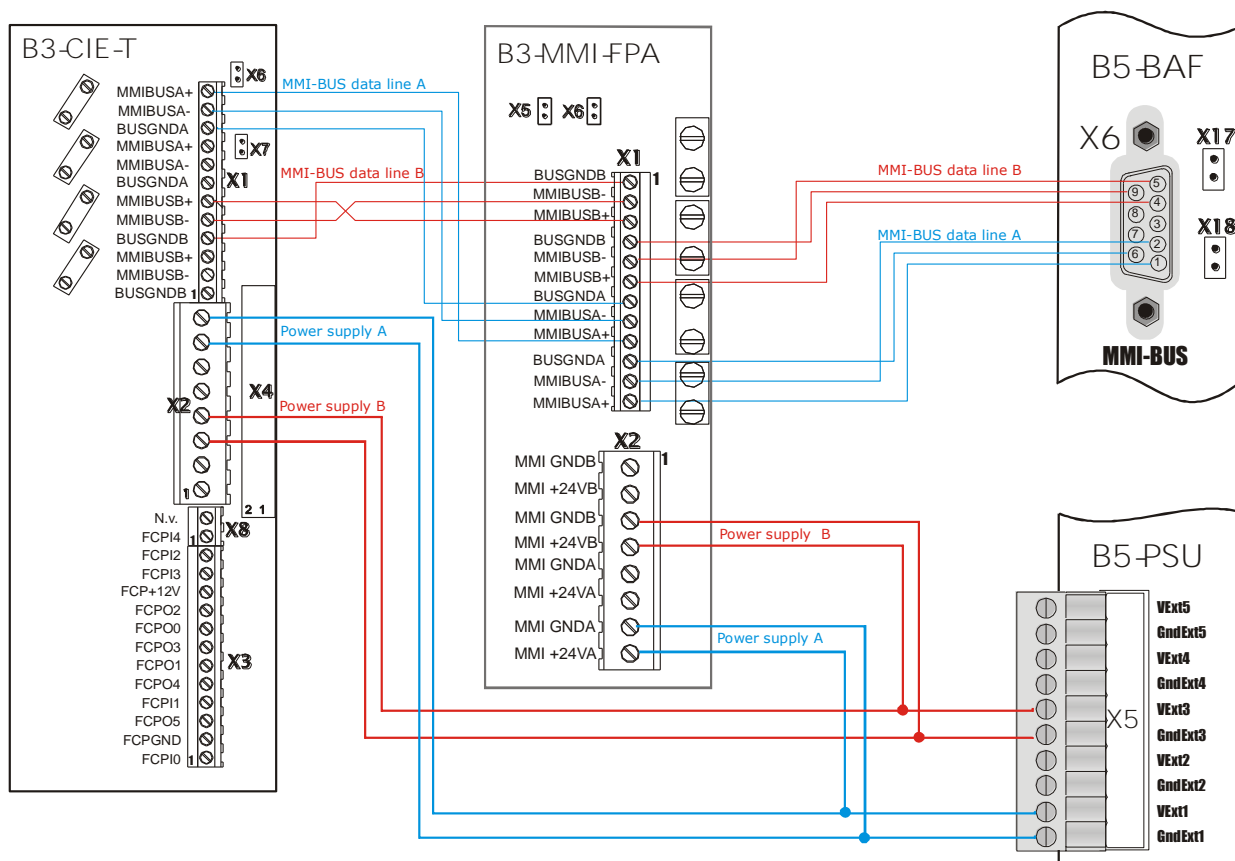 B3-CIE-T
X6
MMIBUSA+
MMIBUSA-
BUSGNDA
MMIBUSA+
X7
MMIBUSA-
BUSGNDA
X1
MMIBUSB+
MMIBUSB-
BUSGNDB
MMIBUSB+
MMIBUSB-
BUSGNDB 1
X2
X4
1
2 1
N.v.
FCPI4 1
X8
FCPI2
FCPI3
FCP+12V
FCPO2
FCPO0
FCPO3
FCPO1
X3
FCPO4
FCPI1
FCPO5
FCPGND
FCPI0 1
MMI-BUS data line A
MMI-BUS data line B
Power supply A
Power supply B
B3-MMI-FPA
X5 X6
X1
BUSGNDB 1
MMIBUSB-
MMIBUSB+
BUSGNDB
MMIBUSB-
MMIBUSB+
BUSGNDA
MMIBUSA-
MMIBUSA+
BUSGNDA
MMIBUSA-
MMIBUSA+
X2
MMI GNDB 1
MMI +24VB
MMI GNDB
MMI +24VB
MMI GNDA
MMI +24VA
MMI GNDA
MMI +24VA
MMI-BUS data line B
MMI-BUS data line A
Power supply B
Power supply A
B5-BAF
X6
X17
5
9
4
8
3
7
2
6
1
X18
MMI-BUS
B5-PSU
VExt5
GndExt5
VExt4
GndExt4
VExt3
X5
GndExt3
VExt2
GndExt2
VExt1
GndExt1